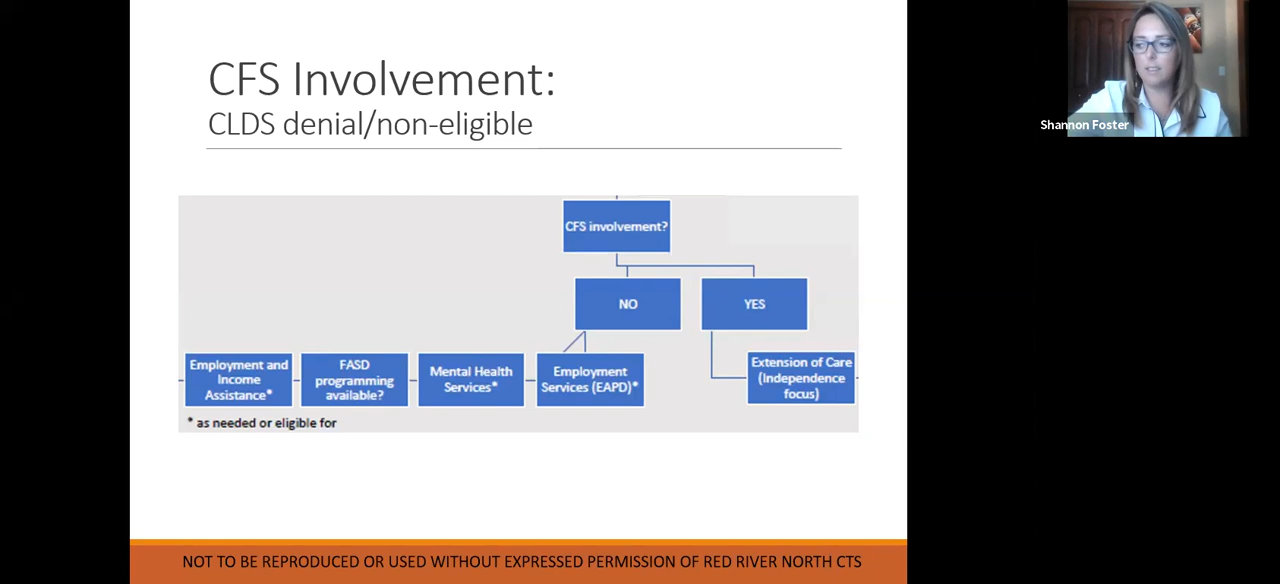 CFS Involvement:
CLDS denial/non-eligible
Shannon Foster
CFS involvement?
NO
YES
Employment and
Income
Assistance*
FASD
programming
available?
Mental Health
Services*
Employment
Services (EAPD)*
Extension of Care
(Independence
focus)
* as needed or eligible for
NOT TO BE REPRODUCED OR USED WITHOUT EXPRESSED PERMISSION OF RED RIVER NORTH CTS